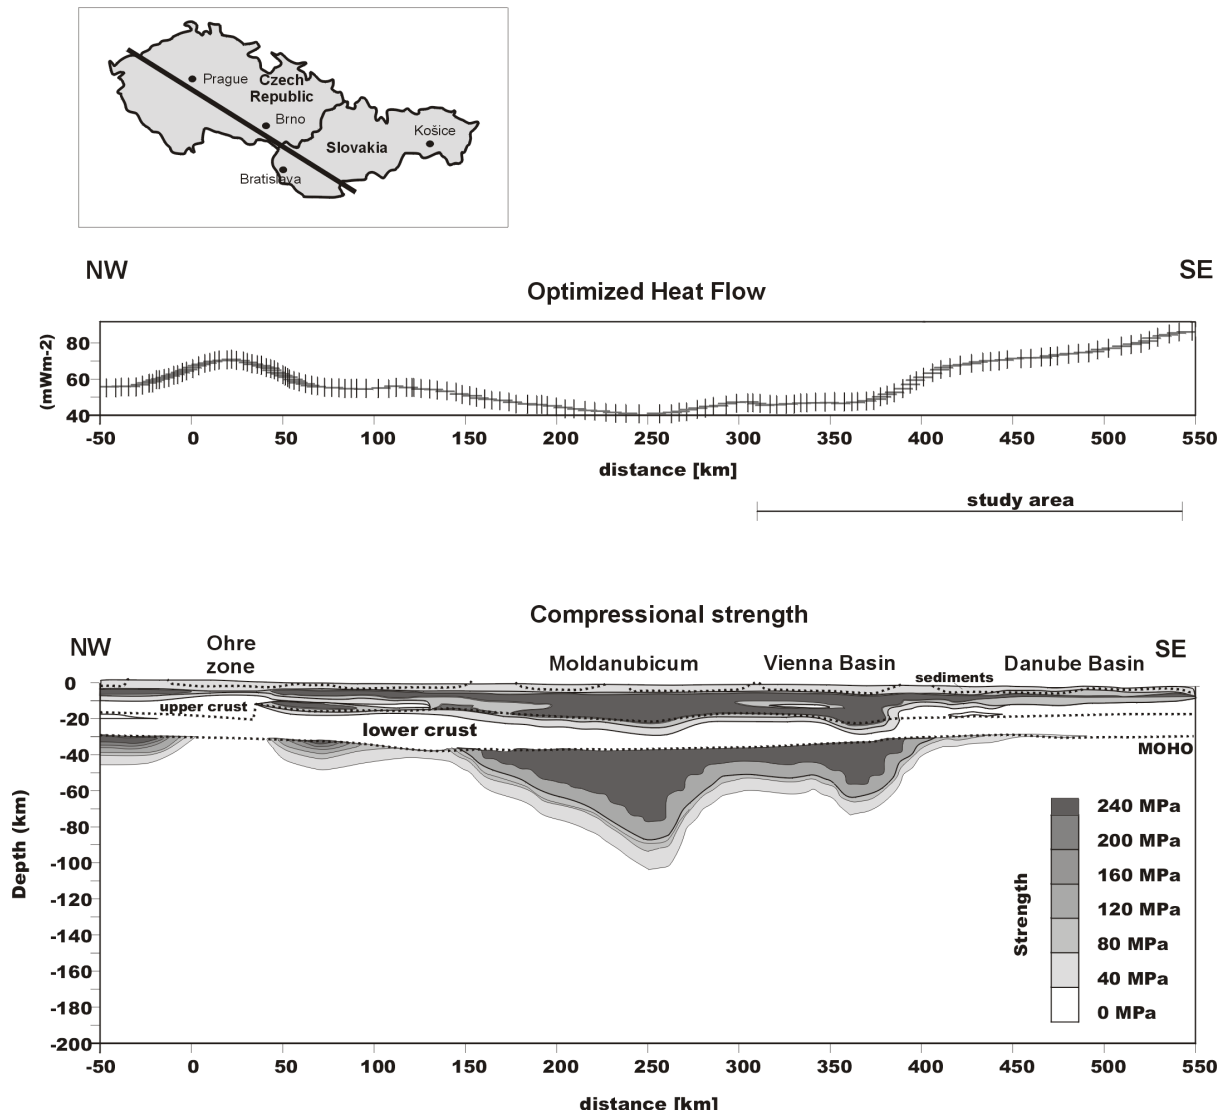 Prague
Czech
Republic
Brno
Košice
Slovakia
Bratislava
NW
SE
Optimized Heat Flow
(mWm-2)
80
60
40
-50 0 50 100 150 200 250 300 350 400 450 500 550
distance [km]
study area
Compressional strength
NW
Ohre
zone
Moldanubicum
Vienna Basin
Danube Basin
SE
sediments
upper crust
lower crust
MOHO
Depth (km)
0
-20
-40
-60
-80
-100
-120
-140
-160
-180
-200
Strength
240 MPa
200 MPa
160 MPa
120 MPa
80 MPa
40 MPa
0 MPa
-50 0 50 100 150 200 250 300 350 400 450 500 550
distance [km]